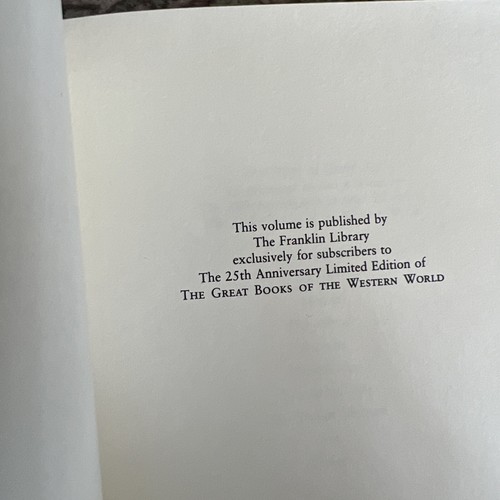 This volume is published by
The Franklin Library
exclusively for subscribers to
The 25th Anniversary Limited Edition of
THE GREAT BOOKS OF THE WESTERN WORLD